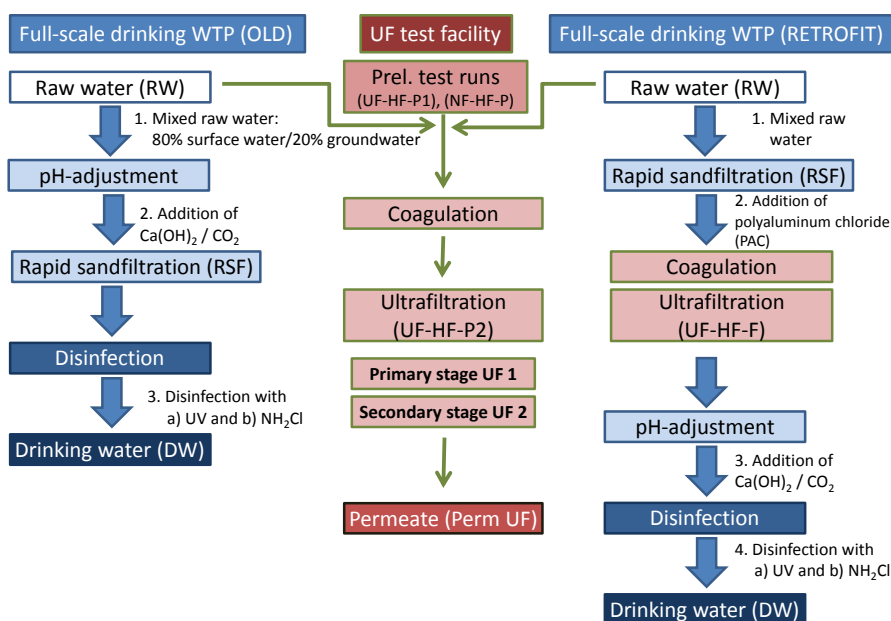 Full-scale drinking WTP (OLD)
Raw water (RW)
1. Mixed raw water:
80% surface water/20% groundwater
pH-adjustment
2. Addition of
Ca(OH)₂ / CO₂
Rapid sandfiltration (RSF)
Disinfection
3. Disinfection with
a) UV and b) NH₂Cl
Drinking water (DW)
UF test facility
Prel. test runs
(UF-HF-P1), (NF-HF-P)
Coagulation
Ultrafiltration
(UF-HF-P2)
Primary stage UF 1
Secondary stage UF 2
Permeate (Perm UF)
Full-scale drinking WTP (RETROFIT)
Raw water (RW)
1. Mixed raw
water
Rapid sandfiltration (RSF)
2. Addition of
polyaluminum chloride
(PAC)
Coagulation
Ultrafiltration
(UF-HF-F)
pH-adjustment
3. Addition of
Ca(OH)₂ / CO₂
Disinfection
4. Disinfection with
a) UV and b) NH₂Cl
Drinking water (DW)